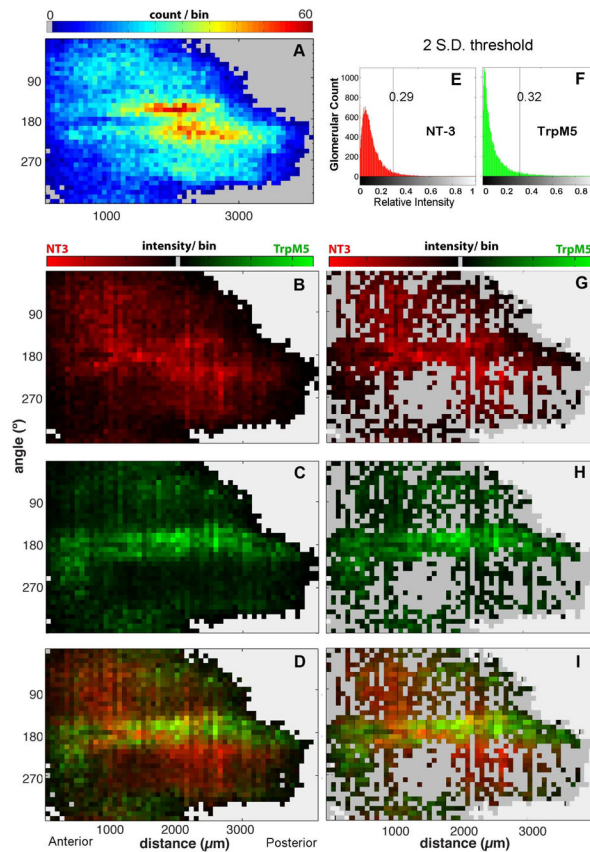 0 count / bin 60
A
90
180
270
1000 3000
2 S.D. threshold
E F
1000
800
600
400
200
0
Glomerular Count
0.29 0.32
NT-3 TrpM5
0 0.2 0.4 0.6 0.8 1 0 0.2 0.4 0.6 0.8
Relative Intensity
NT3 intensity/ bin TrpM5
NT3 intensity/ bin TrpM5
B G
90
180
270
angle (º)
C H
90
180
270
D I
90
180
270
1000 2000 3000 1000 2000 3000
Anterior distance (µm) Posterior distance (µm)